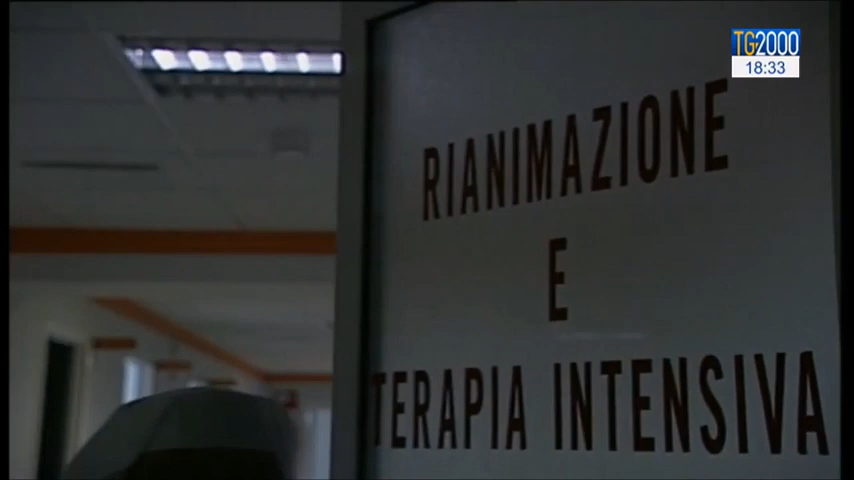 TG2000
18:33
RIANIMAZIONE
E
TERAPIA INTENSIVA